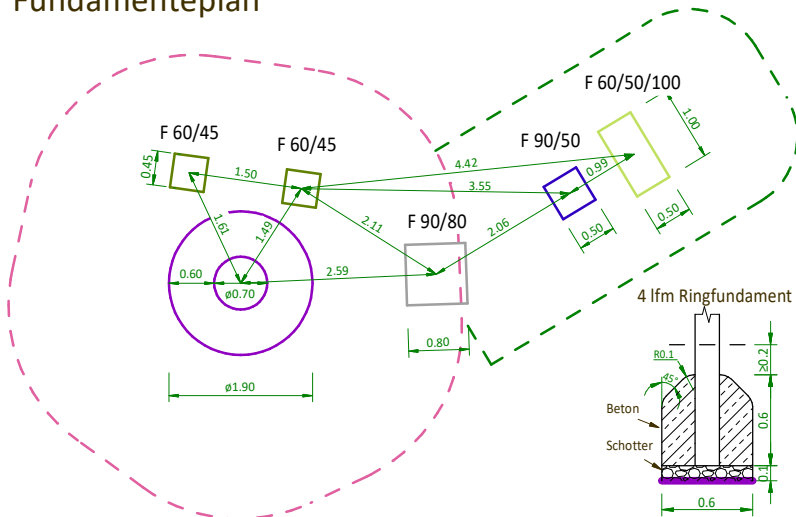 Fundamenteplan
F 60/50/100
F 60/45
F 60/45
F 90/50
1.00
0.45
1.50
4.42
0.99
3.55
1.61
1.49
2.11
F 90/80
2.06
0.50
0.50
0.60
ø0.70
2.59
0.80
ø1.90
4 lfm Ringfundament
R0.1
≥0.2
45°
Beton
0.6
Schotter
0.1
0.6